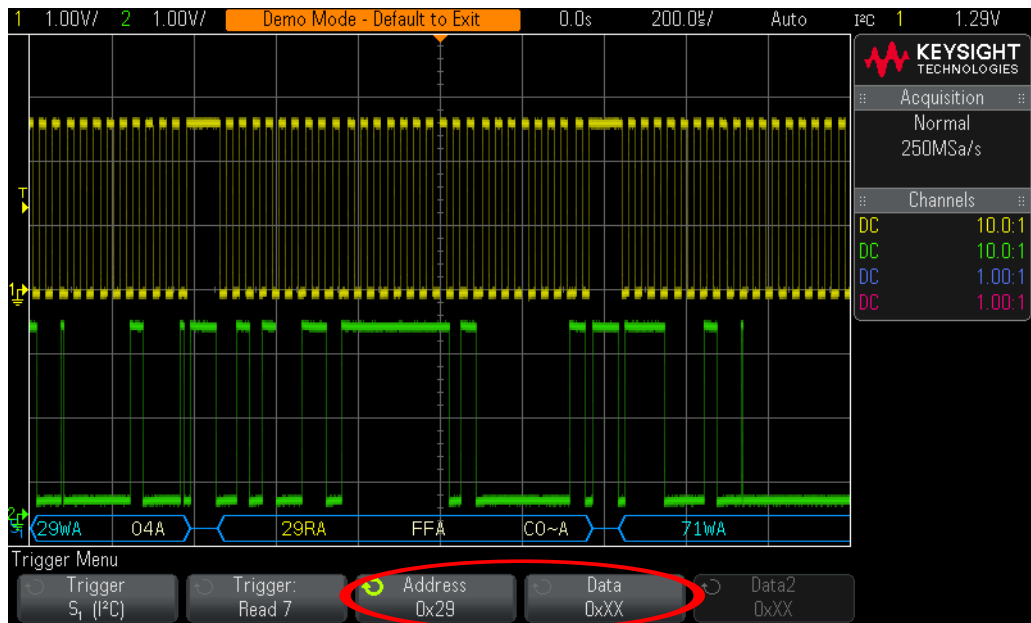 1 1.00V/ 2 1.00V/ Demo Mode - Default to Exit 0.0s 200.0µs/ Auto I²C 1 1.29V
KEYSIGHT
TECHNOLOGIES
Acquisition
Normal
250MSa/s
Channels
DC 10.0:1
DC 10.0:1
DC 1.00:1
DC 1.00:1
T
1
2
S₁
29WA 04A 29RA FFA C0~A 71WA
Trigger Menu
Trigger
S₁ (I²C)
Trigger:
Read 7
Address
0x29
Data
0xXX
Data2
0xXX